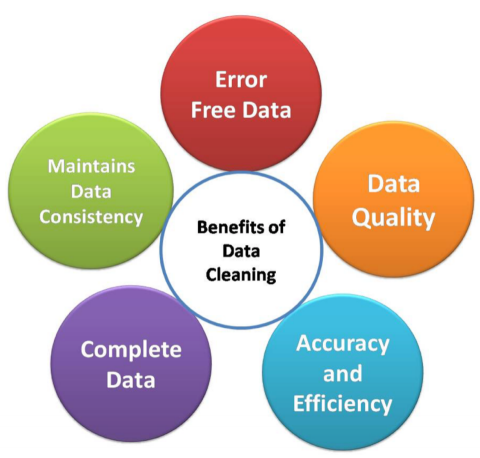 Error
Free Data
Maintains
Data
Consistency
Data
Quality
Benefits of
Data
Cleaning
Complete
Data
Accuracy
and
Efficiency